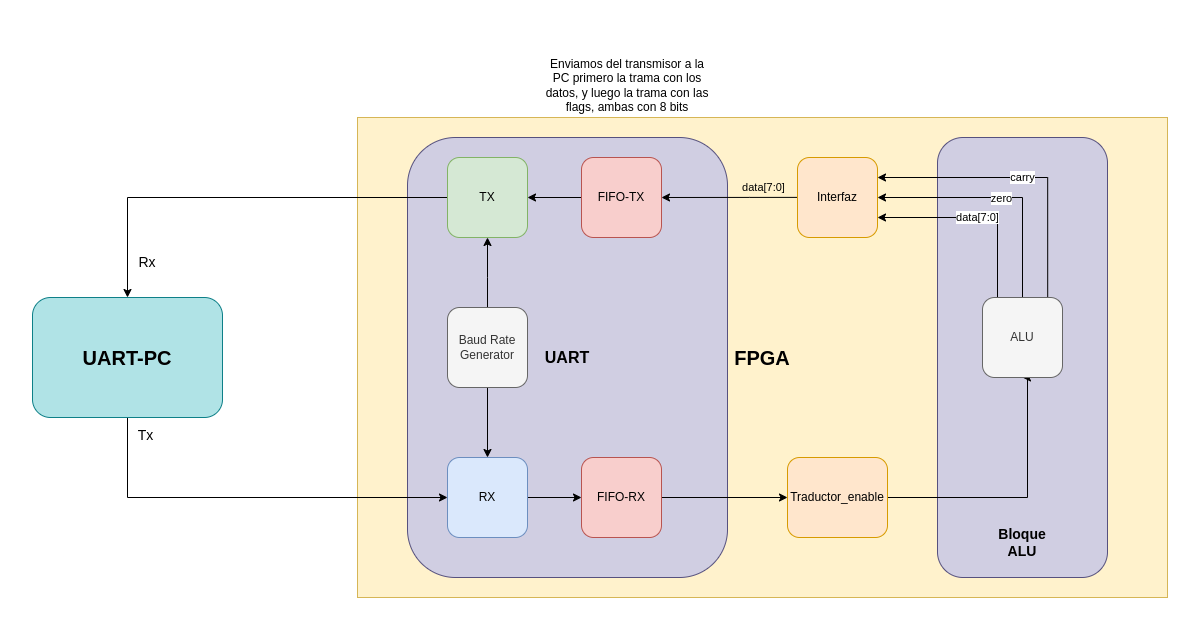 Enviamos del transmisor a la
PC primero la trama con los
datos, y luego la trama con las
flags, ambas con 8 bits
TX
FIFO-TX
data[7:0]
Interfaz
carry
zero
data[7:0]
Rx
UART-PC
Baud Rate
Generator
UART
FPGA
ALU
Tx
RX
FIFO-RX
Traductor_enable
Bloque
ALU